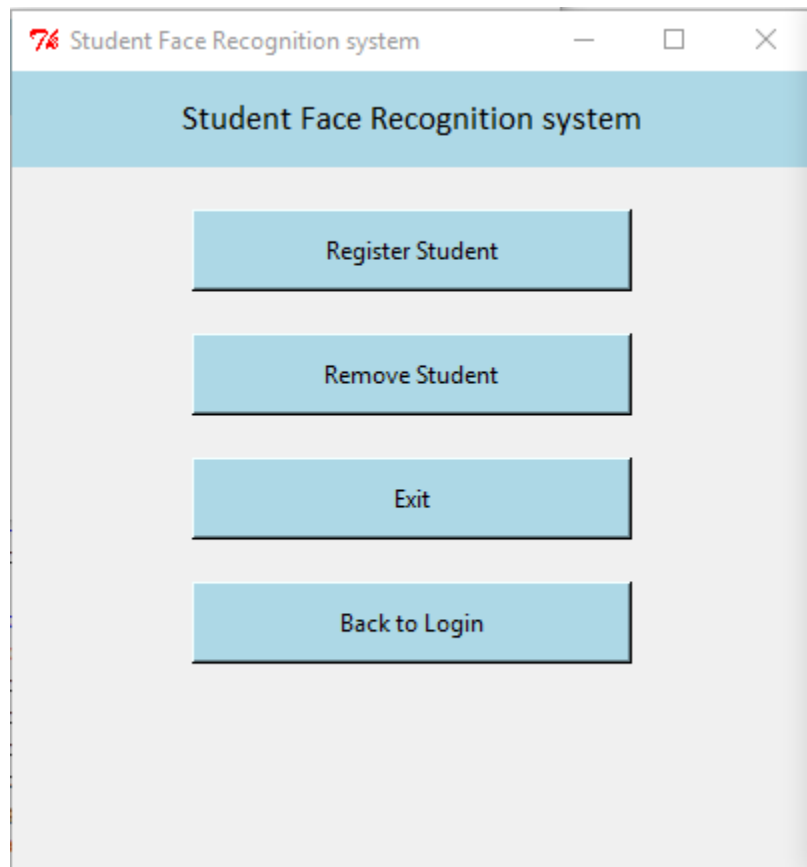 Student Face Recognition system
Student Face Recognition system
Register Student
Remove Student
Exit
Back to Login